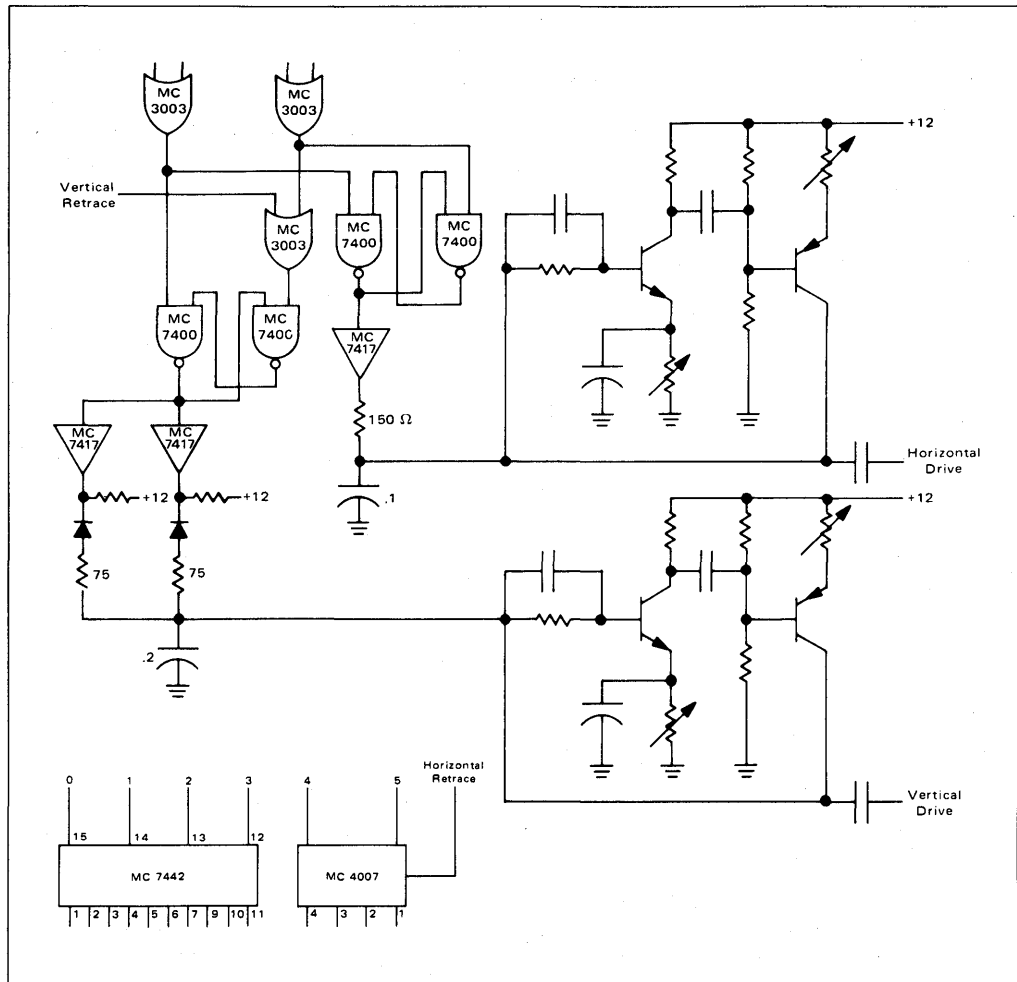 MC
3003
MC
3003
+12
Vertical
Retrace
MC
7400
MC
7400
MC
3003
MC
7400
MC
7400
MC
7417
150 Ω
MC
7417
MC
7417
.1
Horizontal
Drive
+12
+12
+12
75
75
.2
Horizontal
Retrace
0 1 2 3
4 5
15 14 13 12
MC 7442
MC 4007
1 2 3 4 5 6 7 9 10 11
4 3 2 1
Vertical
Drive